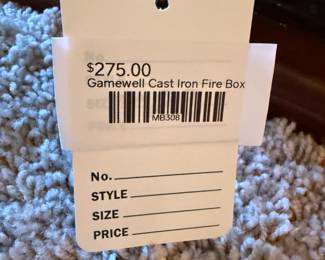 $275.00
Gamewell Cast Iron Fire Box
MB308
No.
STYLE
SIZE
PRICE